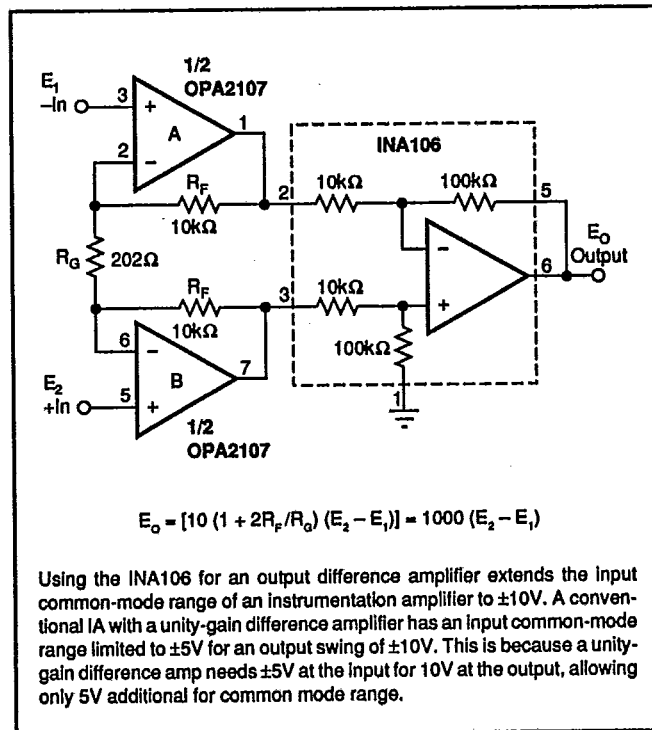 1/2
OPA2107
E1
–In
3
+
A
1
2
–
INA106
RF
10kΩ
2
10kΩ
100kΩ
5
RG
202Ω
–
6
EO
Output
RF
10kΩ
3
10kΩ
+
100kΩ
6
–
B
7
E2
+In
5
+
1
1/2
OPA2107
EO = [10 (1 + 2RF/RG) (E2 – E1)] = 1000 (E2 – E1)
Using the INA106 for an output difference amplifier extends the input
common-mode range of an instrumentation amplifier to ±10V. A conven-
tional IA with a unity-gain difference amplifier has an input common-mode
range limited to ±5V for an output swing of ±10V. This is because a unity-
gain difference amp needs ±5V at the input for 10V at the output, allowing
only 5V additional for common mode range.